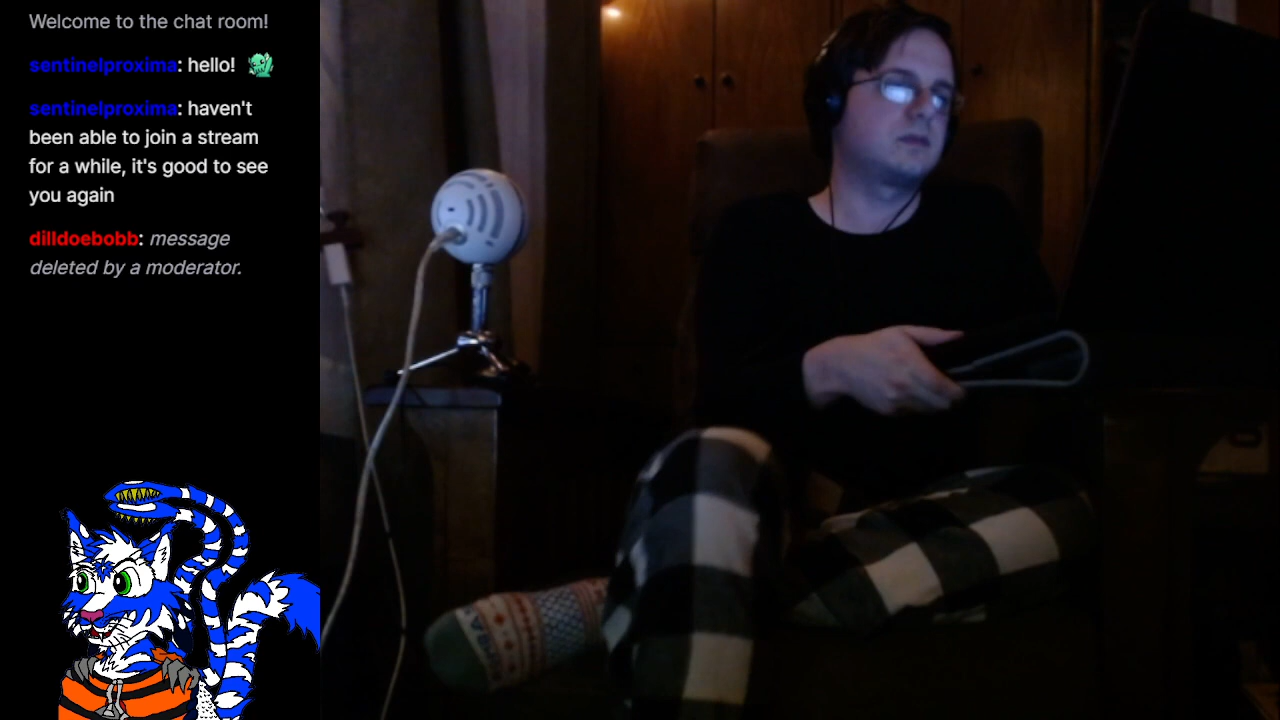 Welcome to the chat room!
sentinelproxima: hello!
sentinelproxima: haven't
been able to join a stream
for a while, it's good to see
you again
dilldoebobb: message
deleted by a moderator.